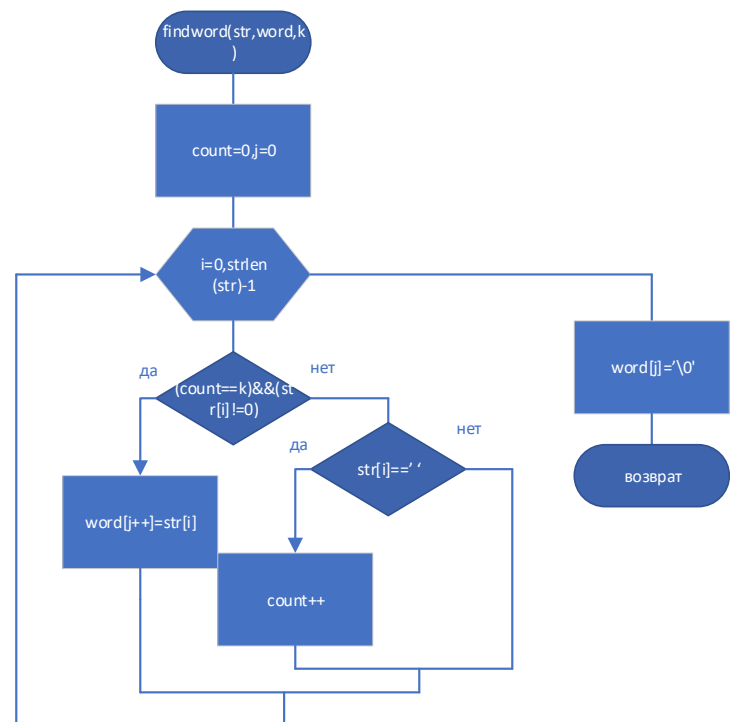 findword(str,word,k
)
count=0,j=0
i=0,strlen
(str)-1
да
(count==k)&&(st
r[i]!=0)
нет
word[j]='\0'
да
str[i]==' '
нет
возврат
word[j++]=str[i]
count++